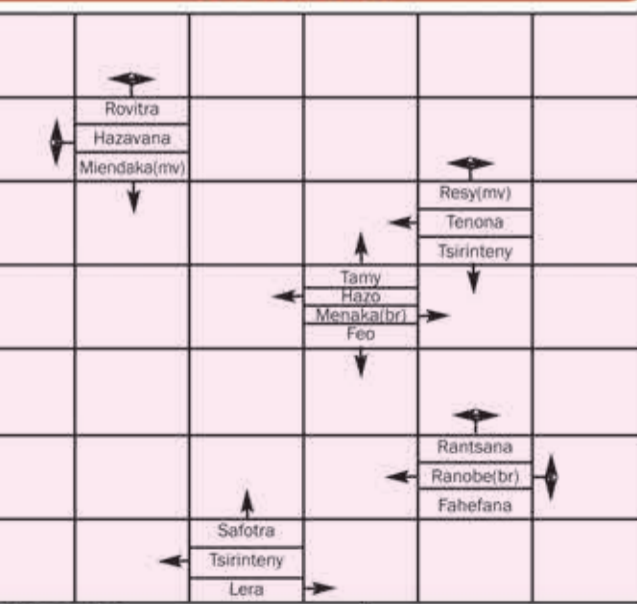 Rovitra
Hazavana
Miendaka(mv)
Resy(mv)
Tenona
Tsirinteny
Tamy
Hazo
Menaka(br)
Feo
Rantsana
Ranobe(br)
Fahefana
Safotra
Tsirinteny
Lera